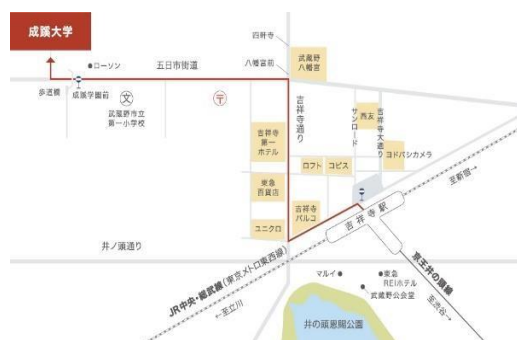 成蹊大学
四軒寺
ローソン
五日市街道
八幡宮前
武蔵野
八幡宮
歩道橋
成蹊学園前
文
〒
武蔵野市立
第一小学校
吉祥寺通り
サンロード
西友
吉祥寺大通り
吉祥寺
第一
ホテル
ロフト
コピス
ヨドバシカメラ
至新宿
東急
百貨店
吉祥寺
パルコ
ユニクロ
吉祥寺駅
井ノ頭通り
JR中央・総武線(東京メトロ東西線)
←至立川
マルイ
東急
REIホテル
武蔵野公会堂
京王井の頭線
至渋谷
井の頭恩賜公園